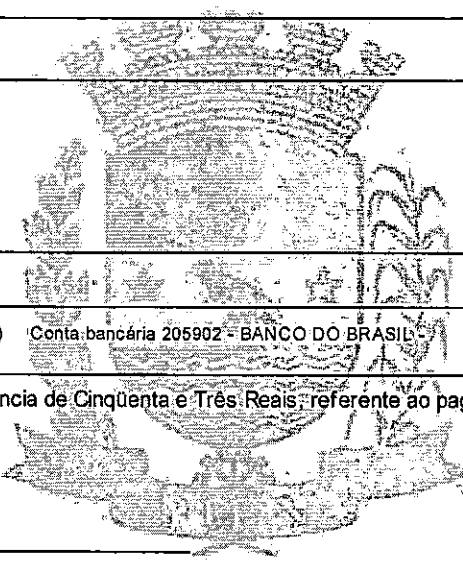 ) Conta bancária 205902 - BANCO DO BRASIL -
ncia de Cinqüenta e Três Reais, referente ao pag